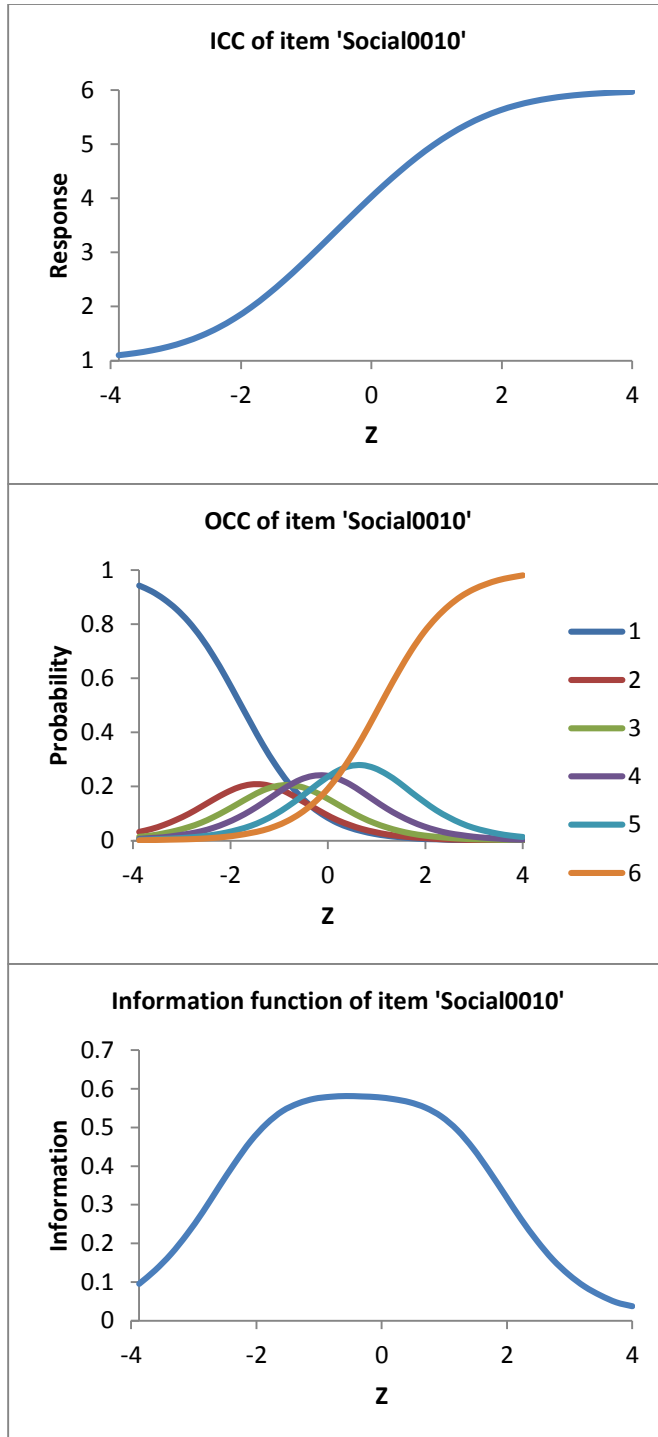 ICC of item 'Social0010'
6
5
4
3
2
1
Response
-4 -2 0 2 4
Z
OCC of item 'Social0010'
1
0.8
0.6
0.4
0.2
0
Probability
-4 -2 0 2 4
Z
1
2
3
4
5
6
Information function of item 'Social0010'
0.7
0.6
0.5
0.4
0.3
0.2
0.1
0
Information
-4 -2 0 2 4
Z